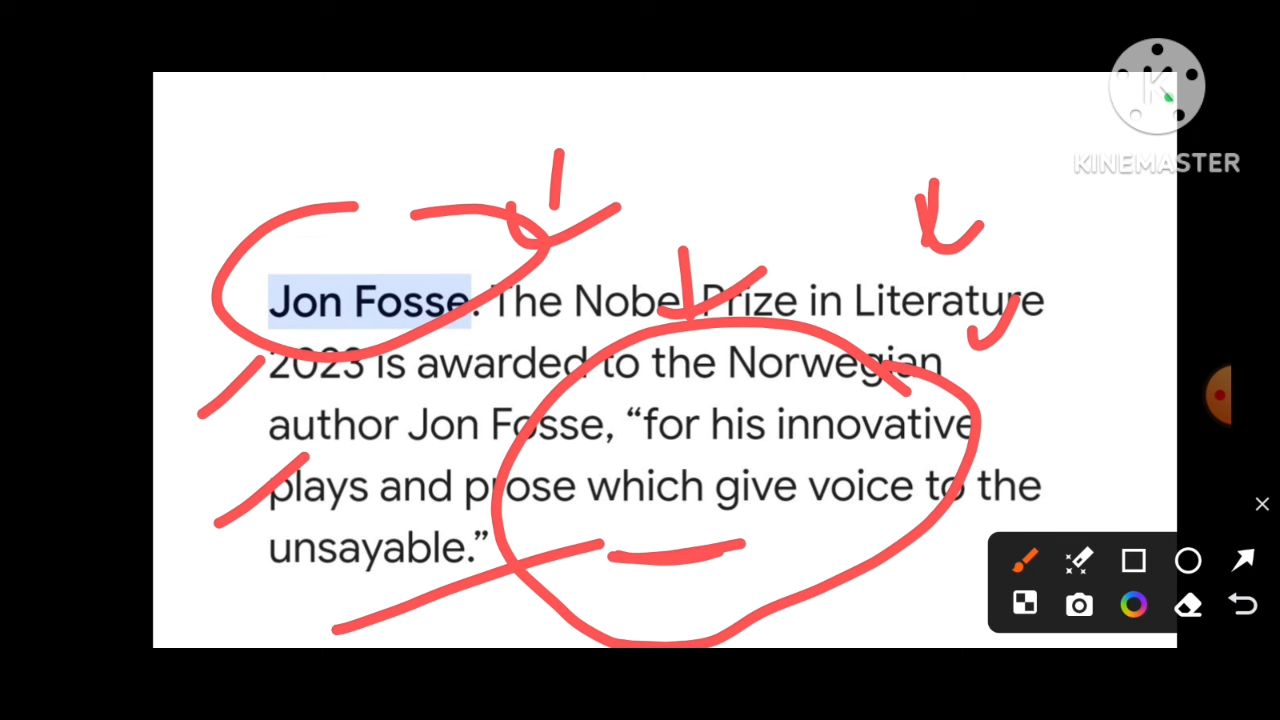 KINEMASTER
Jon Fosse. The Nobel Prize in Literature
2023 is awarded to the Norwegian
author Jon Fosse, “for his innovative
plays and prose which give voice to the
unsayable.”